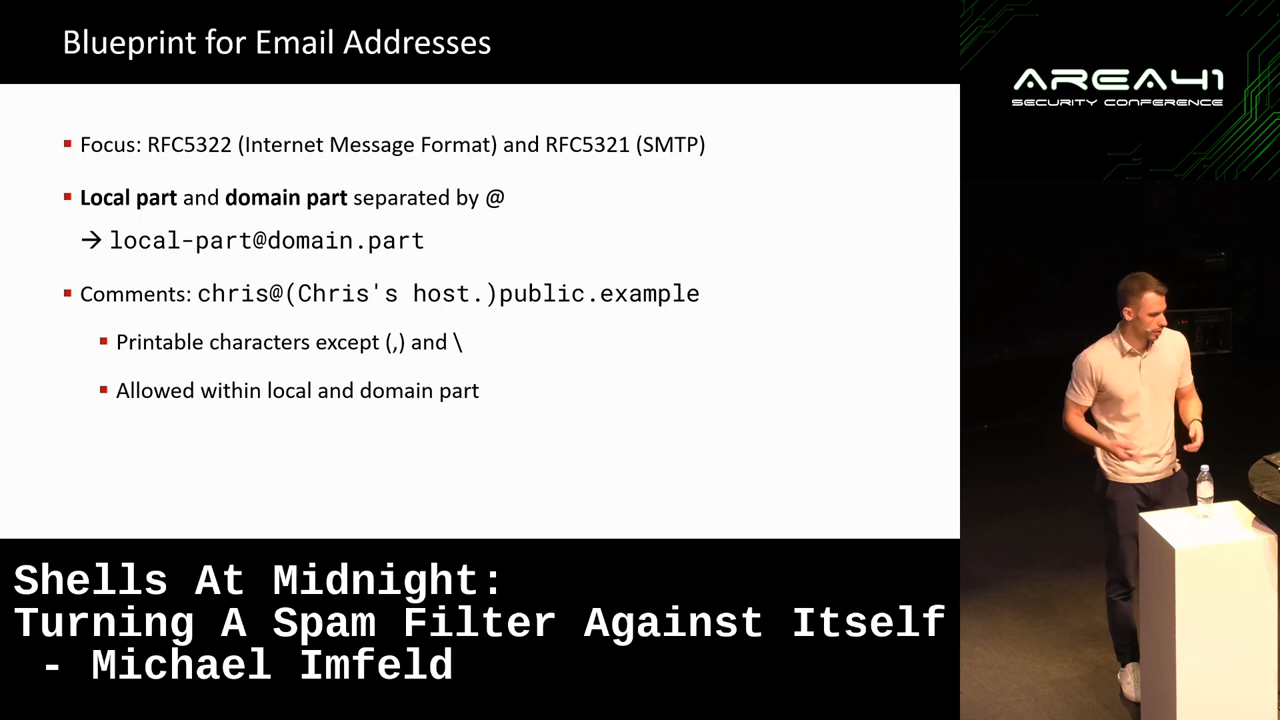 Blueprint for Email Addresses
AREA41
SECURITY CONFERENCE
Focus: RFC5322 (Internet Message Format) and RFC5321 (SMTP)
Local part and domain part separated by @
→ local-part@domain.part
Comments: chris@(Chris's host.)public.example
Printable characters except (,) and \
Allowed within local and domain part
Shells At Midnight:
Turning A Spam Filter Against Itself
- Michael Imfeld